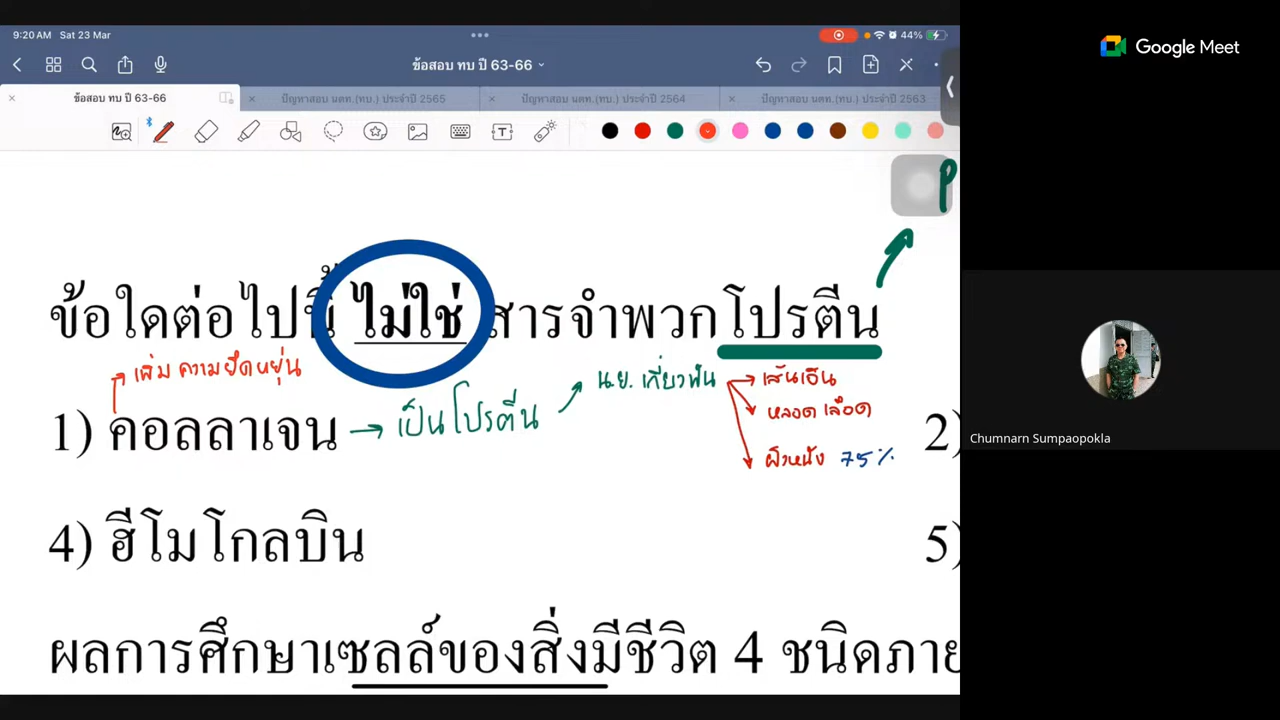 9:20 AM Sat 23 Mar
44%
Google Meet
ข้อสอบ ทบ ปี 63-66
ข้อสอบ ทบ ปี 63-66
ปัญหาสอบ นตท.(ทบ.) ประจำปี 2565
ปัญหาสอบ นตท.(ทบ.) ประจำปี 2564
ปัญหาสอบ นตท.(ทบ.) ประจำปี 2563
P
ข้อใดต่อไปนี้ ไม่ใช่ สารจำพวกโปรตีน
เพิ่ม ความยืดหยุ่น
น.ย. เกี่ยวพัน
เส้นเอ็น
หลอดเลือด
1) คอลลาเจน → เป็นโปรตีน
2)
ผิวหนัง 75%
Chumnarn Sumpaopokla
4) ฮีโมโกลบิน
5)
ผลการศึกษาเซลล์ของสิ่งมีชีวิต 4 ชนิดภาย